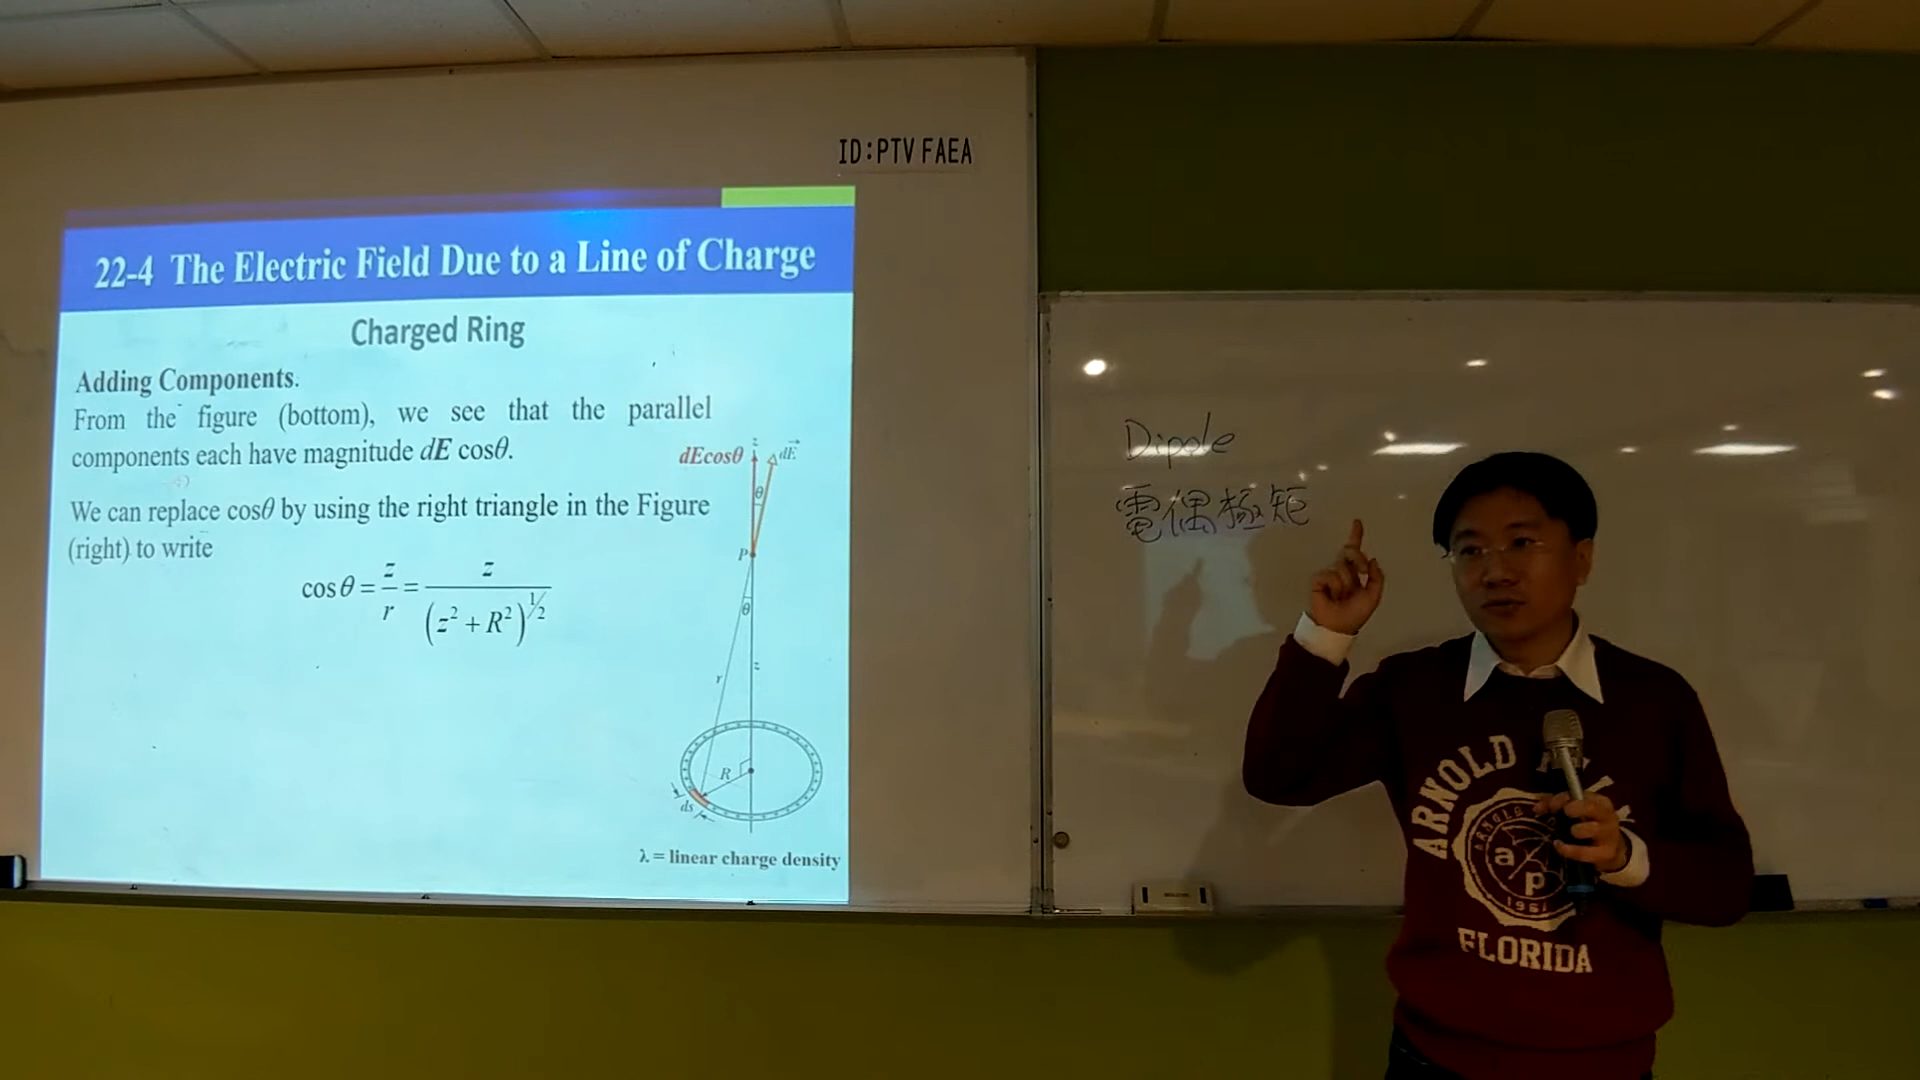 ID:PTV FAEA
22-4 The Electric Field Due to a Line of Charge
Charged Ring
Adding Components.
From the figure (bottom), we see that the parallel
components each have magnitude dE cosθ.
We can replace cosθ by using the right triangle in the Figure
(right) to write
cosθ = z/r = z/(z² + R²)^1/2
dEcosθ
z
dE
θ
P
θ
z
r
R
ds
λ = linear charge density
Dipole
電偶極矩
ARNOLD
ARNOLD
a
p
1961
FLORIDA